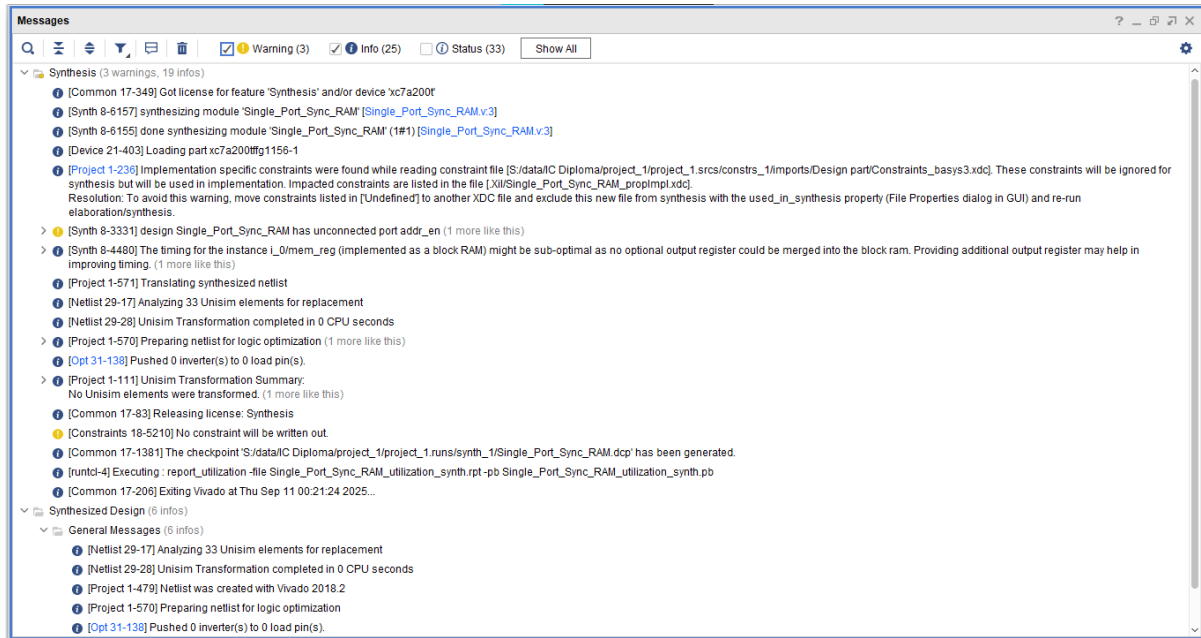 Messages
Warning (3) Info (25) Status (33) Show All
Synthesis (3 warnings, 19 infos)
[Common 17-349] Got license for feature 'Synthesis' and/or device 'xc7a200t'
[Synth 8-6157] synthesizing module 'Single_Port_Sync_RAM' [Single_Port_Sync_RAM.v:3]
[Synth 8-6155] done synthesizing module 'Single_Port_Sync_RAM' (1#1) [Single_Port_Sync_RAM.v:3]
[Device 21-403] Loading part xc7a200tffg1156-1
[Project 1-236] Implementation specific constraints were found while reading constraint file [S:/data/IC Diploma/project_1/project_1.srcs/constrs_1/imports/Design part/Constraints_basys3.xdc]. These constraints will be ignored for
synthesis but will be used in implementation. Impacted constraints are listed in the file [.Xil/Single_Port_Sync_RAM_propImpl.xdc].
Resolution: To avoid this warning, move constraints listed in ['Undefined'] to another XDC file and exclude this new file from synthesis with the used_in_synthesis property (File Properties dialog in GUI) and re-run
elaboration/synthesis.
[Synth 8-3331] design Single_Port_Sync_RAM has unconnected port addr_en (1 more like this)
[Synth 8-4480] The timing for the instance i_0/mem_reg (implemented as a block RAM) might be sub-optimal as no optional output register could be merged into the block ram. Providing additional output register may help in
improving timing. (1 more like this)
[Project 1-571] Translating synthesized netlist
[Netlist 29-17] Analyzing 33 Unisim elements for replacement
[Netlist 29-28] Unisim Transformation completed in 0 CPU seconds
[Project 1-570] Preparing netlist for logic optimization (1 more like this)
[Opt 31-138] Pushed 0 inverter(s) to 0 load pin(s).
[Project 1-111] Unisim Transformation Summary:
No Unisim elements were transformed. (1 more like this)
[Common 17-83] Releasing license: Synthesis
[Constraints 18-5210] No constraint will be written out.
[Common 17-1381] The checkpoint 'S:/data/IC Diploma/project_1/project_1.runs/synth_1/Single_Port_Sync_RAM.dcp' has been generated.
[runtcl-4] Executing : report_utilization -file Single_Port_Sync_RAM_utilization_synth.rpt -pb Single_Port_Sync_RAM_utilization_synth.pb
[Common 17-206] Exiting Vivado at Thu Sep 11 00:21:24 2025...
Synthesized Design (6 infos)
General Messages (6 infos)
[Netlist 29-17] Analyzing 33 Unisim elements for replacement
[Netlist 29-28] Unisim Transformation completed in 0 CPU seconds
[Project 1-479] Netlist was created with Vivado 2018.2
[Project 1-570] Preparing netlist for logic optimization
[Opt 31-138] Pushed 0 inverter(s) to 0 load pin(s).